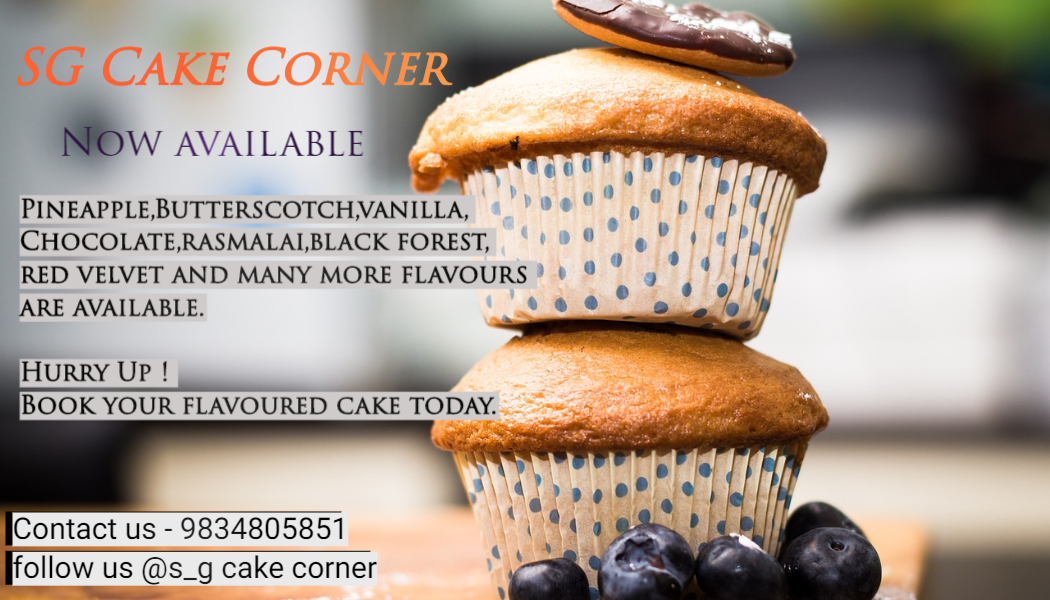 SG Cake Corner
Now available
Pineapple,Butterscotch,vanilla,
Chocolate,rasmalai,black forest,
red velvet and many more flavours
are available.
Hurry Up !
Book your flavoured cake today.
Contact us - 9834805851
follow us @s_g cake corner